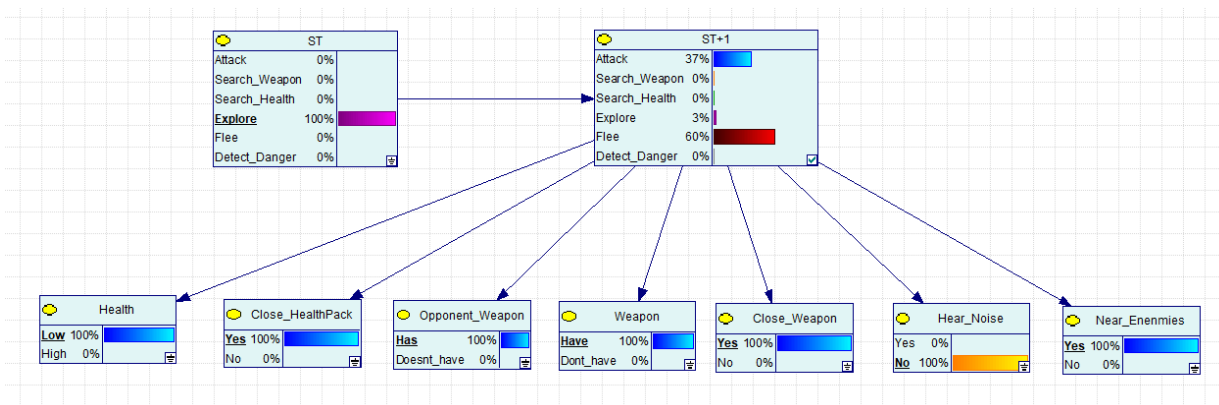 ST
Attack 0%
Search_Weapon 0%
Search_Health 0%
Explore 100%
Flee 0%
Detect_Danger 0%
ST+1
Attack 37%
Search_Weapon 0%
Search_Health 0%
Explore 3%
Flee 60%
Detect_Danger 0%
Health
Low 100%
High 0%
Close_HealthPack
Yes 100%
No 0%
Opponent_Weapon
Has 100%
Doesnt_have 0%
Weapon
Have 100%
Dont_have 0%
Close_Weapon
Yes 100%
No 0%
Hear_Noise
Yes 0%
No 100%
Near_Enenmies
Yes 100%
No 0%